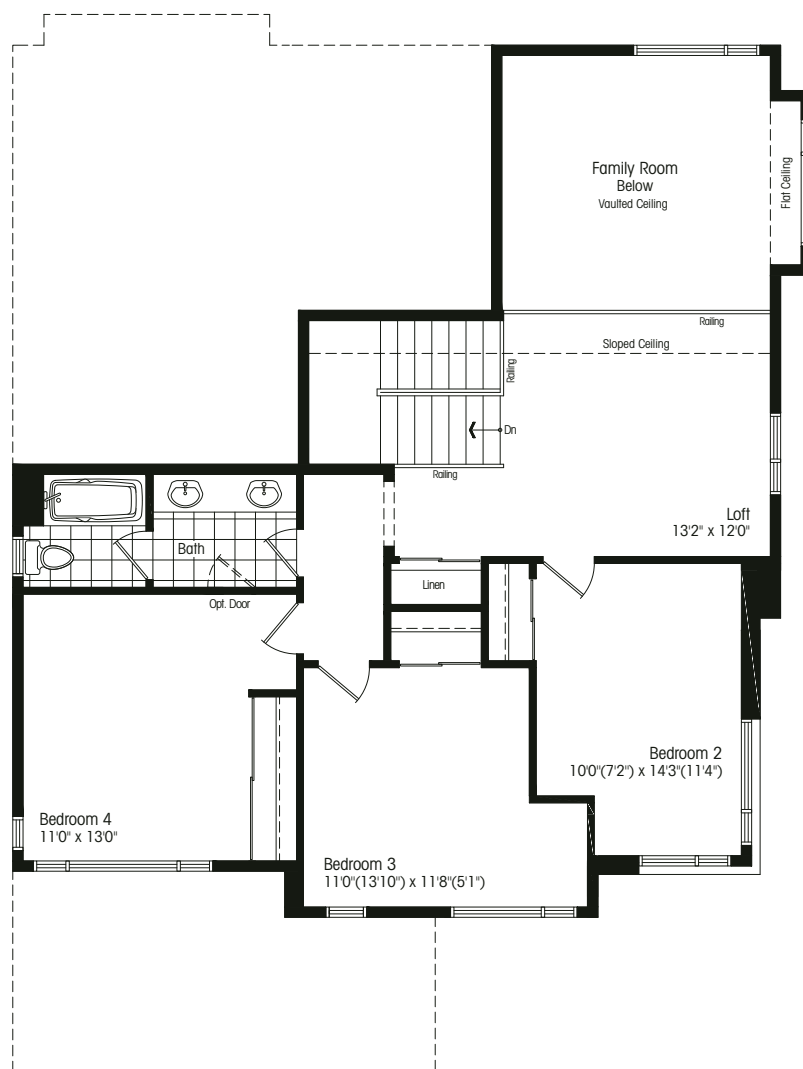 Family Room
Below
Vaulted Ceiling
Flat Ceiling
Railing
Sloped Ceiling
Railing
Dn
Railing
Loft
13'2" x 12'0"
Bath
Linen
Opt. Door
Bedroom 2
10'0"(7'2") x 14'3"(11'4")
Bedroom 4
11'0" x 13'0"
Bedroom 3
11'0"(13'10") x 11'8"(5'1")